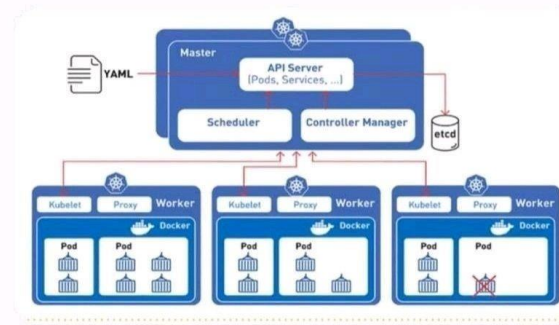 Master
YAML
API Server
(Pods, Services, ...)
Scheduler
Controller Manager
etcd
Kubelet Proxy Worker
Docker
Pod Pod
Kubelet Proxy Worker
Docker
Pod Pod
Kubelet Proxy Worker
Docker
Pod Pod